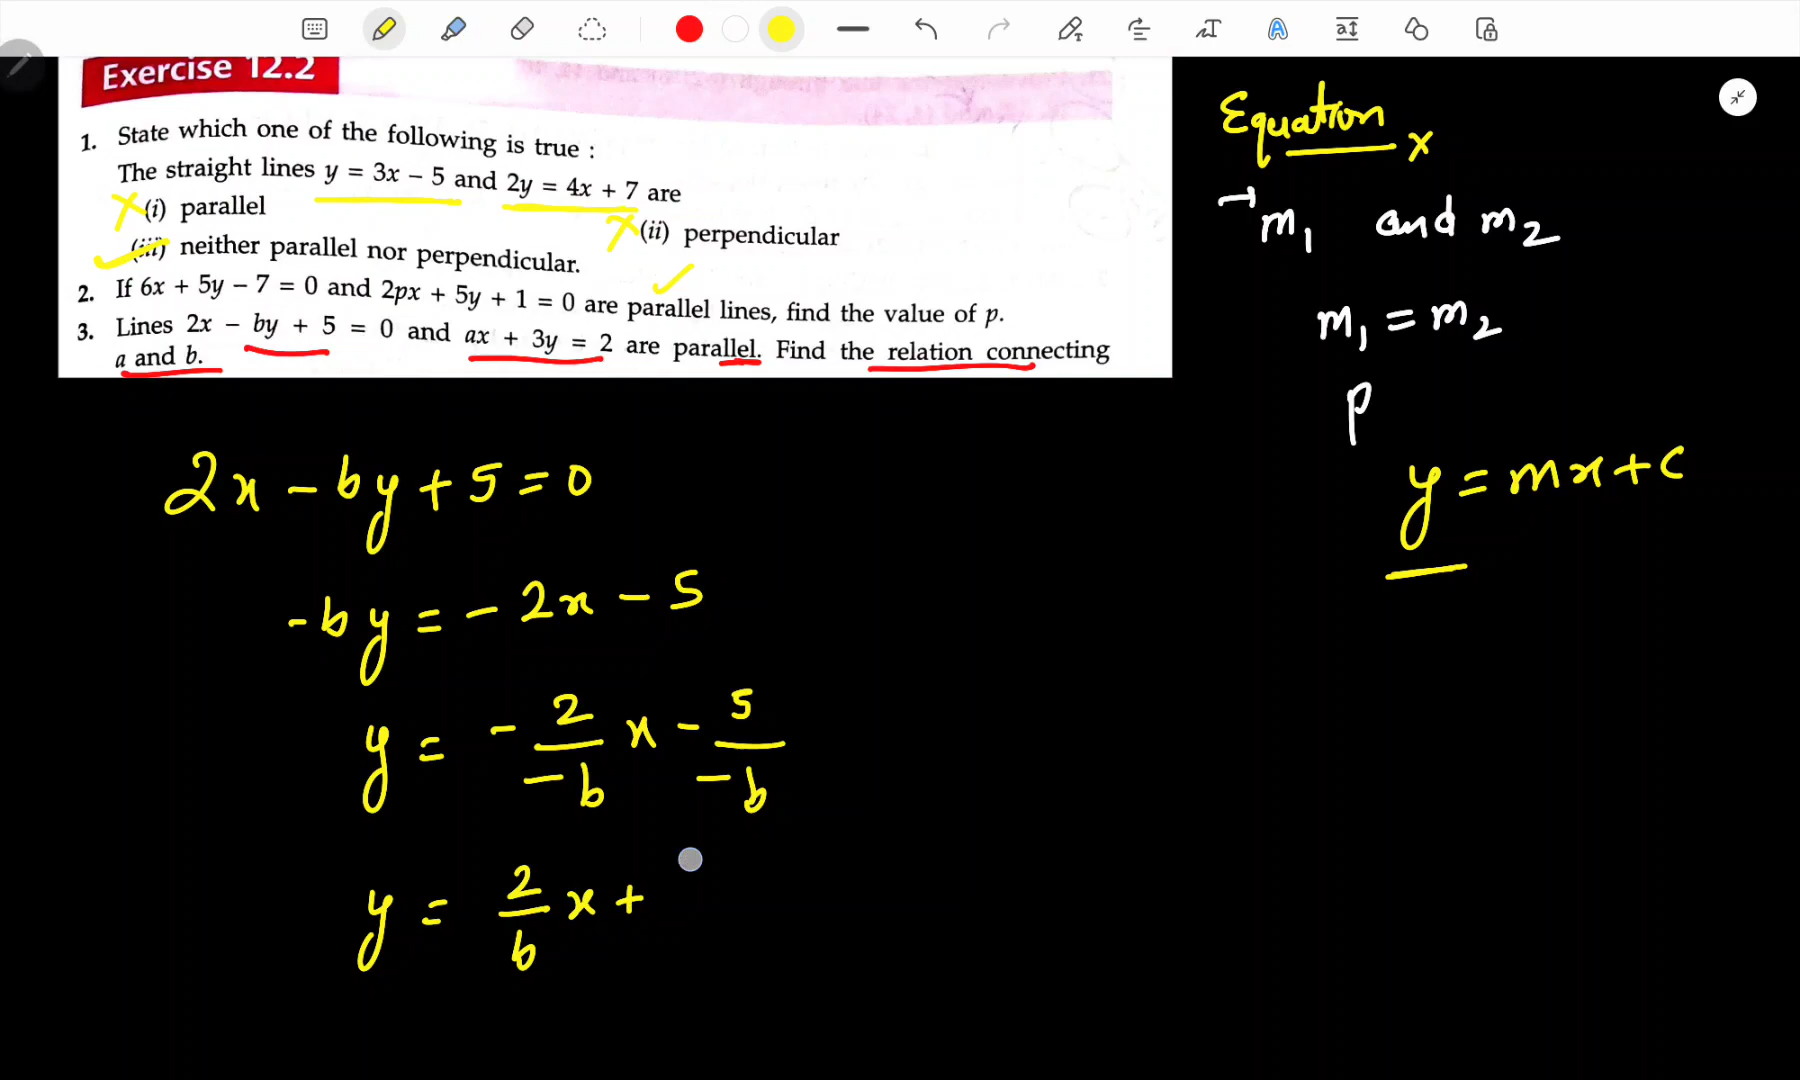 Exercise 12.2
1. State which one of the following is true :
The straight lines y = 3x – 5 and 2y = 4x + 7 are
(i) parallel
(ii) perpendicular
(iii) neither parallel nor perpendicular.
2. If 6x + 5y – 7 = 0 and 2px + 5y + 1 = 0 are parallel lines, find the value of p.
3. Lines 2x – by + 5 = 0 and ax + 3y = 2 are parallel. Find the relation connecting
a and b.
2x - by + 5 = 0
-by = - 2x - 5
y = - 2/-b x - 5/-b
y = 2/b x +
Equation x
m₁ and m₂
m₁ = m₂
p
y = mx + c